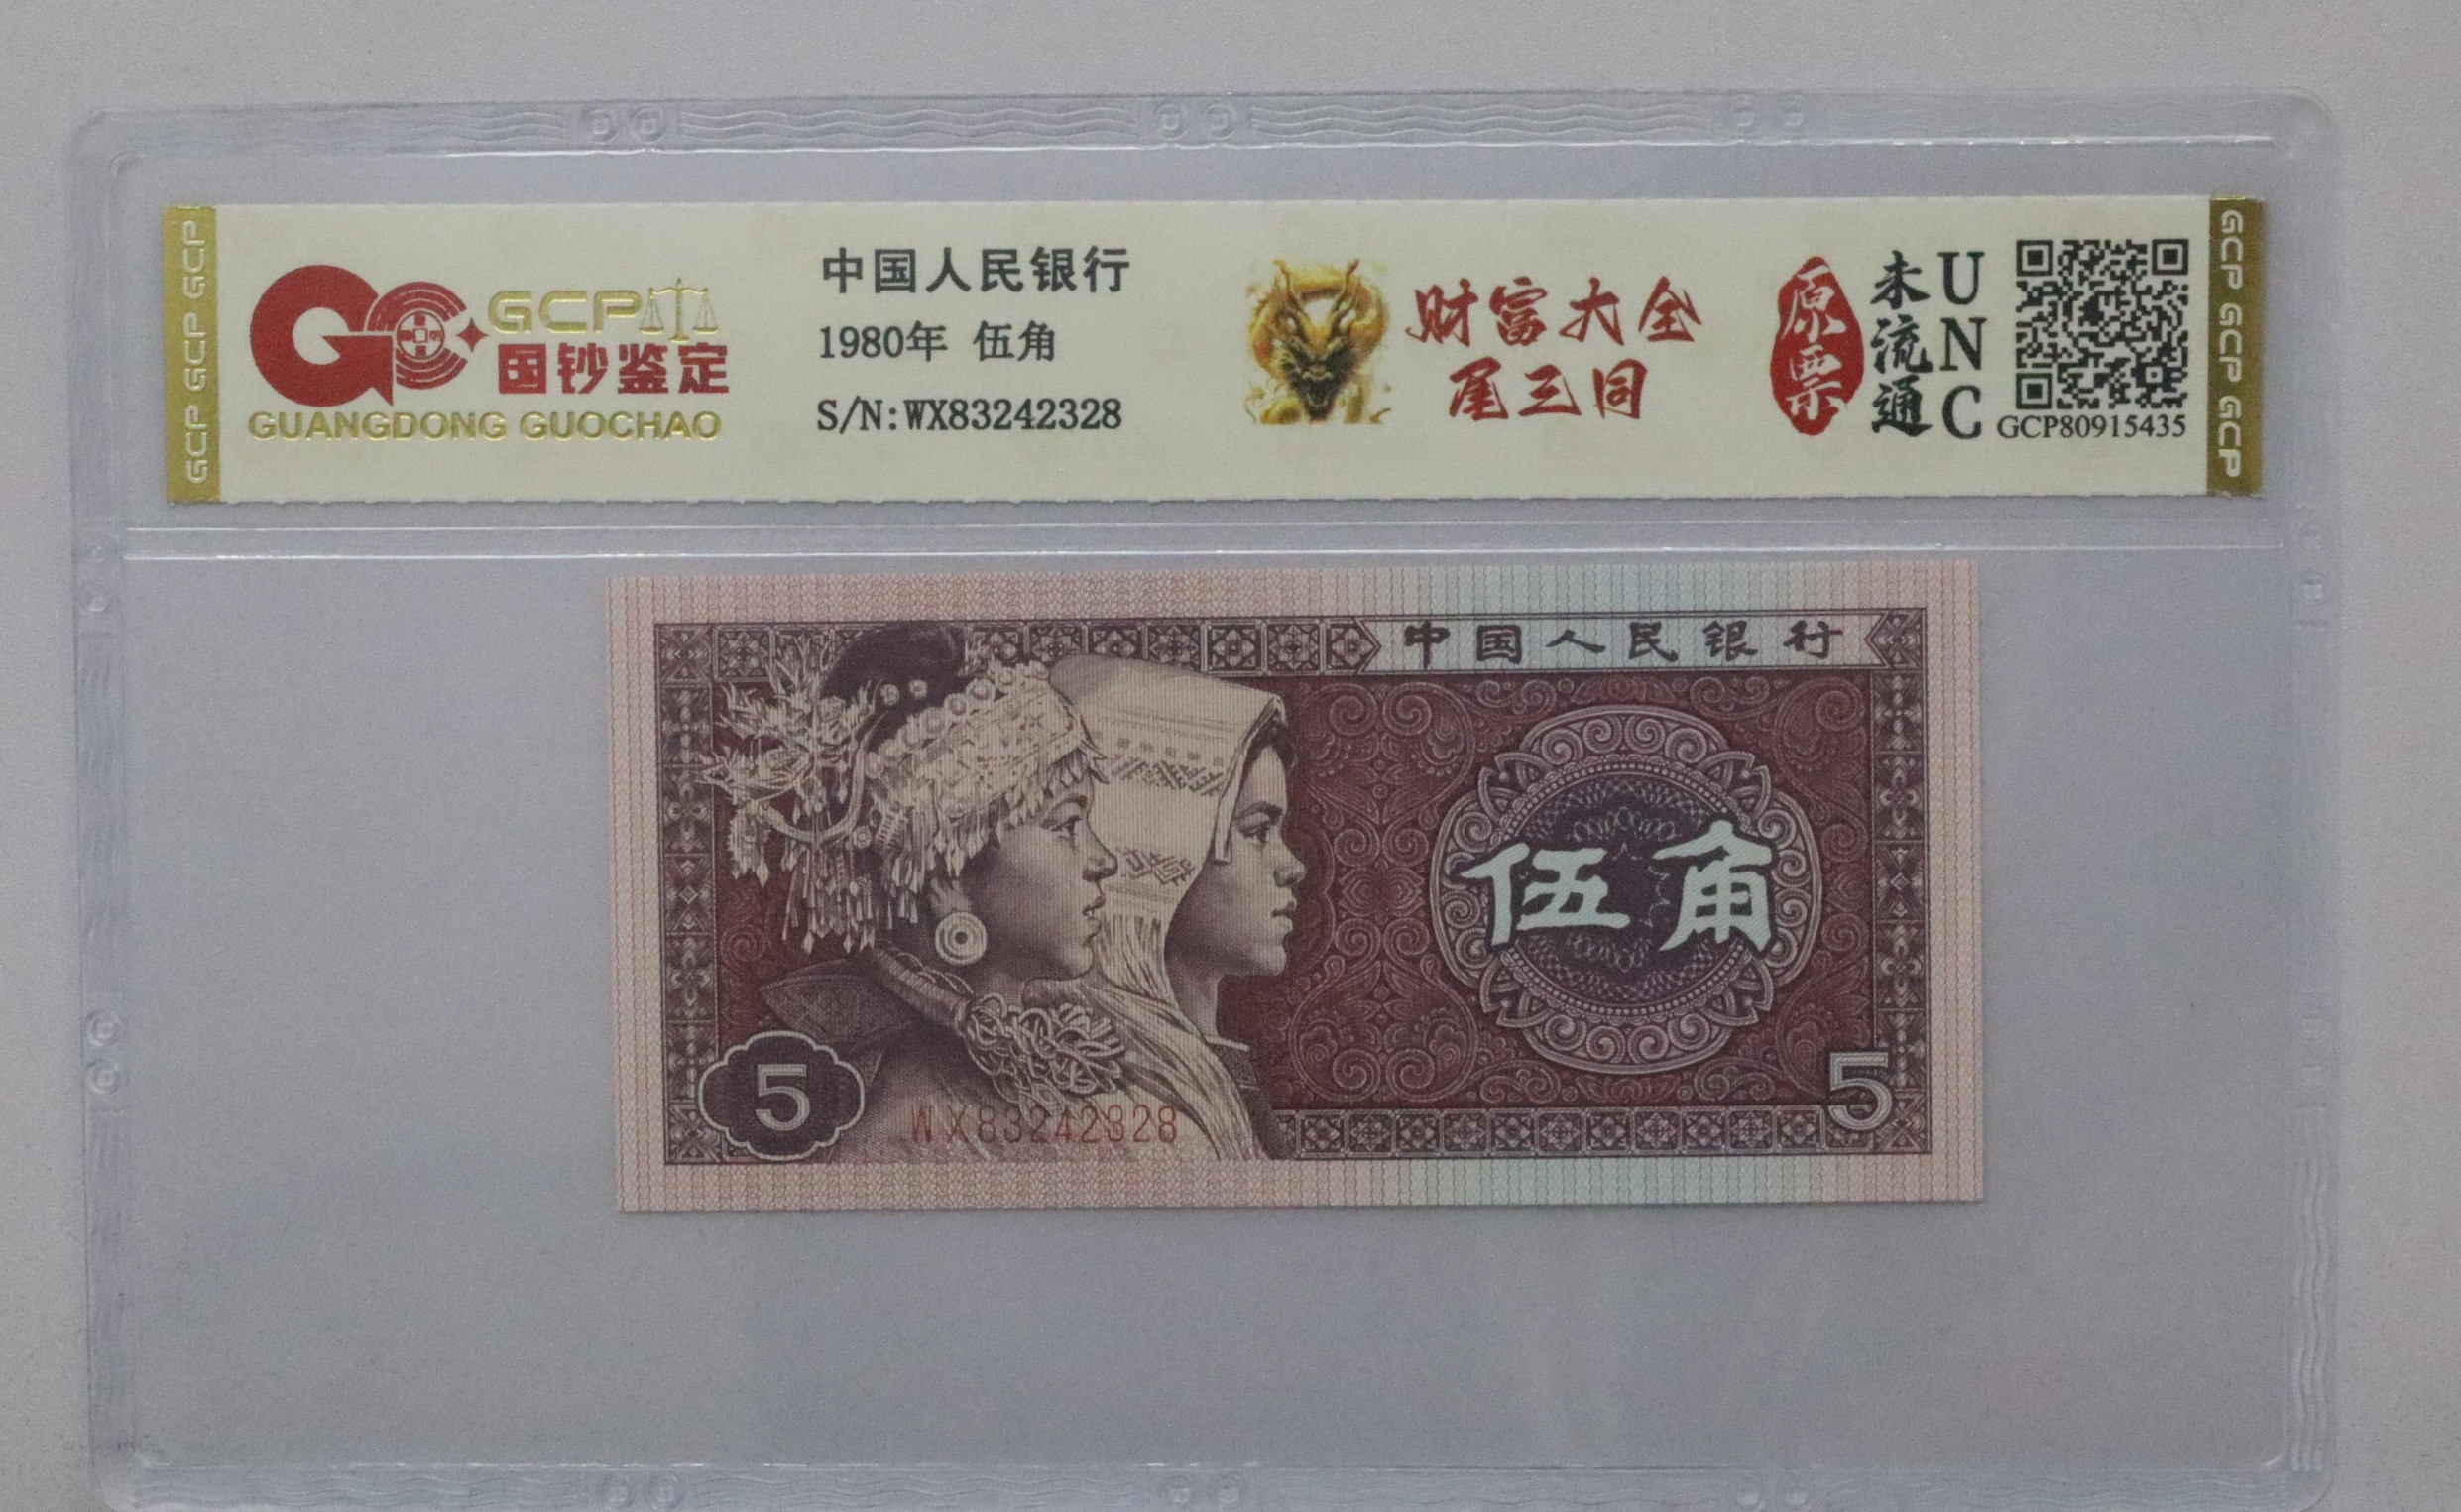 GCP GCP GCP
GCP
国钞鉴定
GUANGDONG GUOCHAO
中国人民银行
1980年 伍角
S/N:WX83242328
财富大全
尾三同
原票
未流通
UNC
GCP80915435
GCP GCP GCP
中国人民银行
伍角
5
5
WX83242328